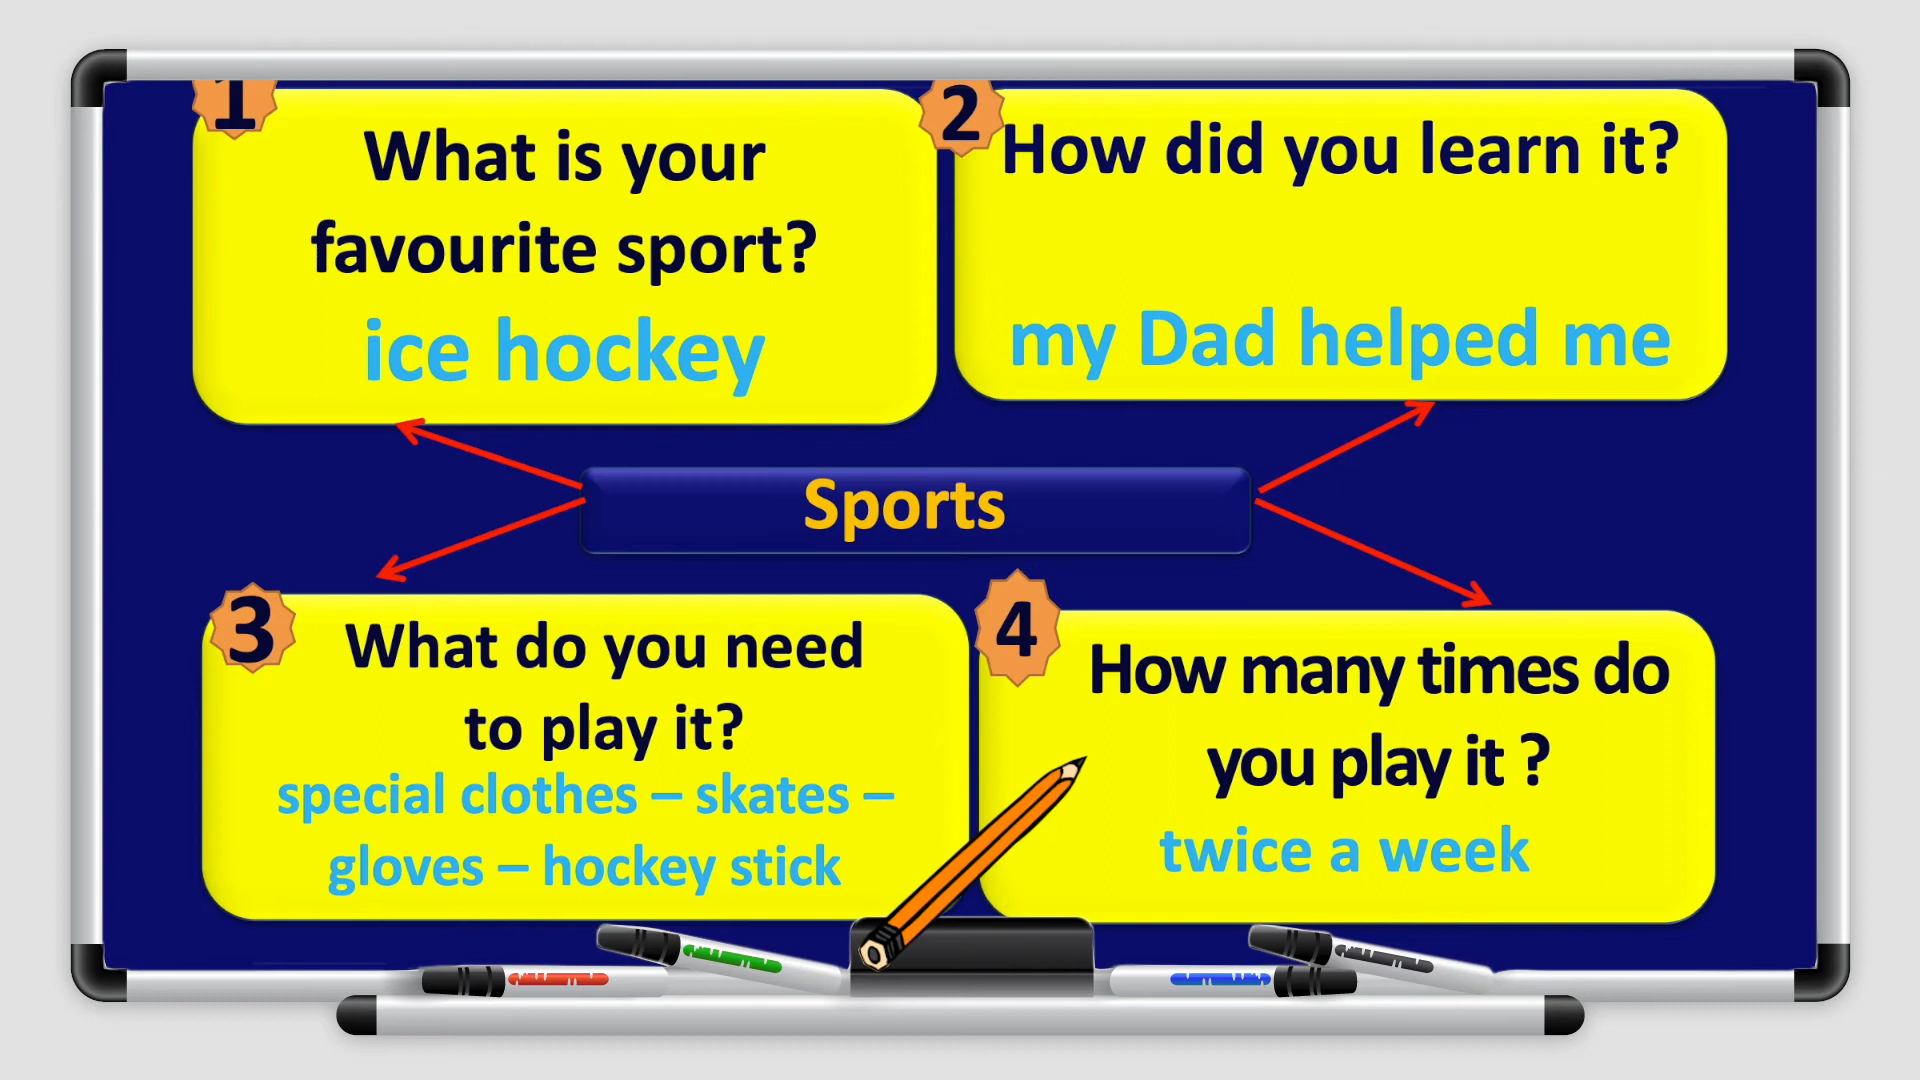 1
What is your
favourite sport?
ice hockey
2
How did you learn it?
my Dad helped me
Sports
3
What do you need
to play it?
special clothes – skates –
gloves – hockey stick
4
How many times do
you play it ?
twice a week